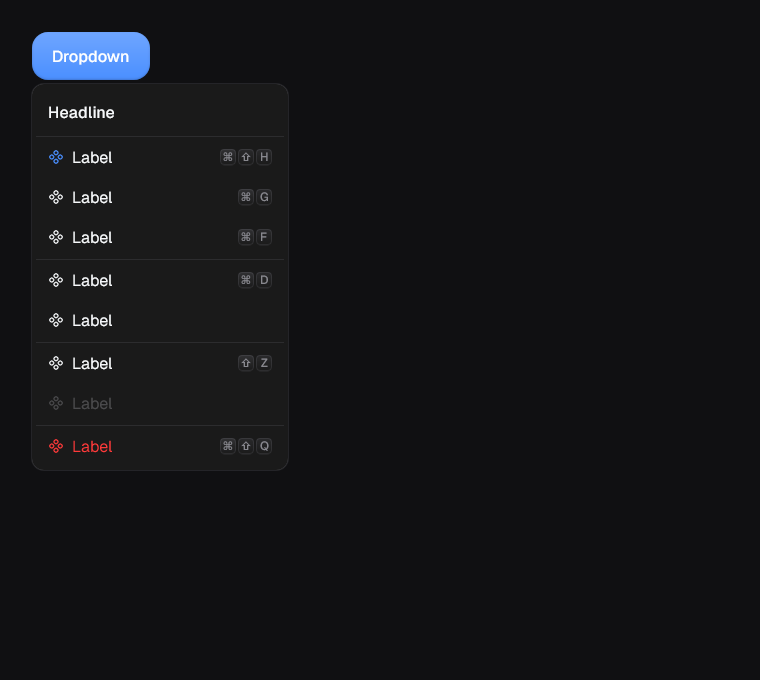 Dropdown
Headline
Label ⌘ ⇧ H
Label ⌘ G
Label ⌘ F
Label ⌘ D
Label
Label ⇧ Z
Label
Label ⌘ ⇧ Q